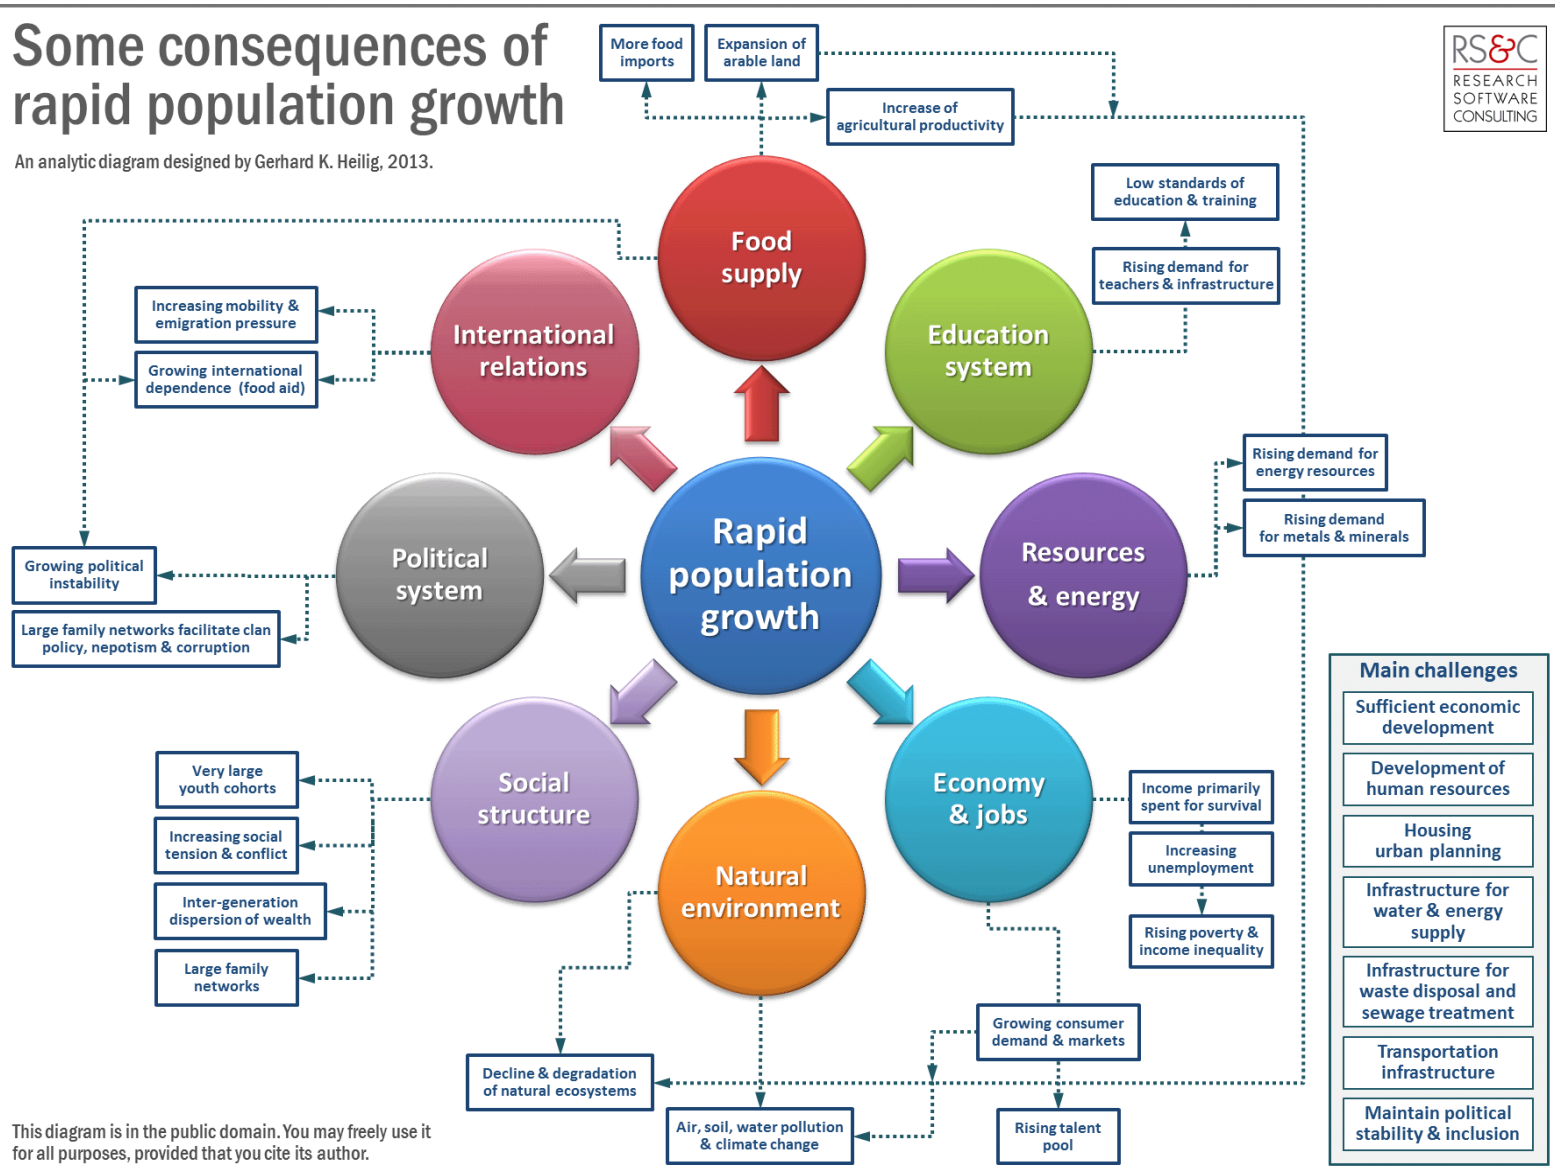 Some consequences of
rapid population growth
An analytic diagram designed by Gerhard K. Heilig, 2013.
RS&C
RESEARCH
SOFTWARE
CONSULTING
More food
imports
Expansion of
arable land
Increase of
agricultural productivity
Low standards of
education & training
Rising demand for
teachers & infrastructure
Food
supply
International
relations
Education
system
Increasing mobility &
emigration pressure
Growing international
dependence (food aid)
Rising demand for
energy resources
Rising demand
for metals & minerals
Rapid
population
growth
Political
system
Resources
& energy
Growing political
instability
Large family networks facilitate clan
policy, nepotism & corruption
Social
structure
Economy
& jobs
Natural
environment
Very large
youth cohorts
Increasing social
tension & conflict
Inter-generation
dispersion of wealth
Large family
networks
Income primarily
spent for survival
Increasing
unemployment
Rising poverty &
income inequality
Growing consumer
demand & markets
Decline & degradation
of natural ecosystems
Air, soil, water pollution
& climate change
Rising talent
pool
Main challenges
Sufficient economic
development
Development of
human resources
Housing
urban planning
Infrastructure for
water & energy
supply
Infrastructure for
waste disposal and
sewage treatment
Transportation
infrastructure
Maintain political
stability & inclusion
This diagram is in the public domain. You may freely use it
for all purposes, provided that you cite its author.